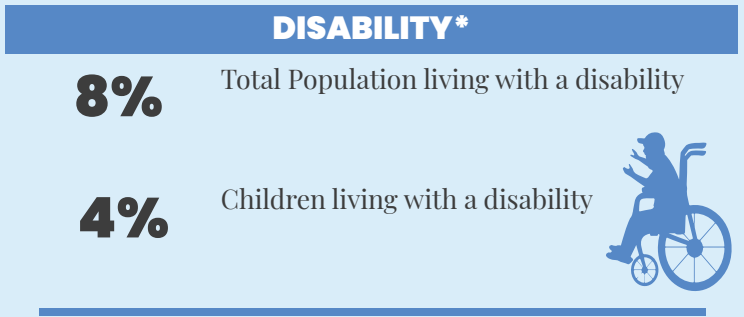 DISABILITY*
8% Total Population living with a disability
4% Children living with a disability